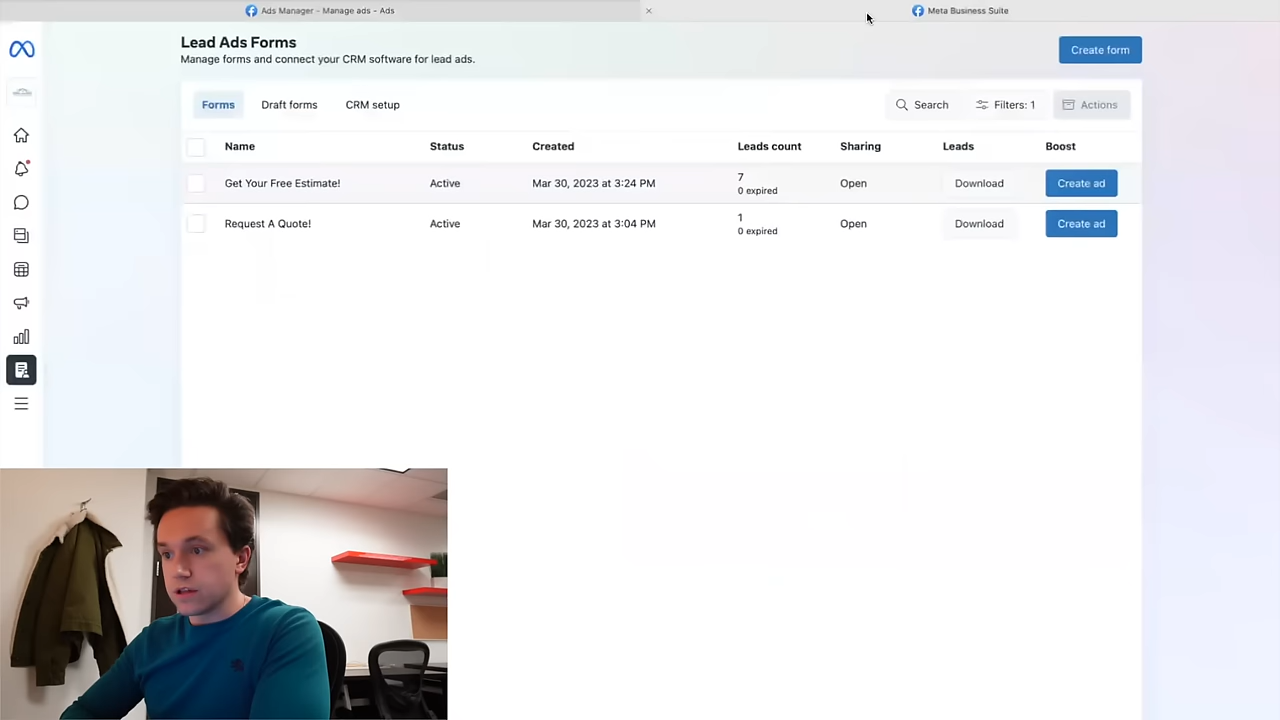 Ads Manager - Manage ads - Ads
Meta Business Suite
Lead Ads Forms
Manage forms and connect your CRM software for lead ads.
Create form
Forms Draft forms CRM setup Search Filters: 1 Actions
Name Status Created Leads count Sharing Leads Boost
Get Your Free Estimate! Active Mar 30, 2023 at 3:24 PM 7 Open Download Create ad
0 expired
Request A Quote! Active Mar 30, 2023 at 3:04 PM 1 Open Download Create ad
0 expired